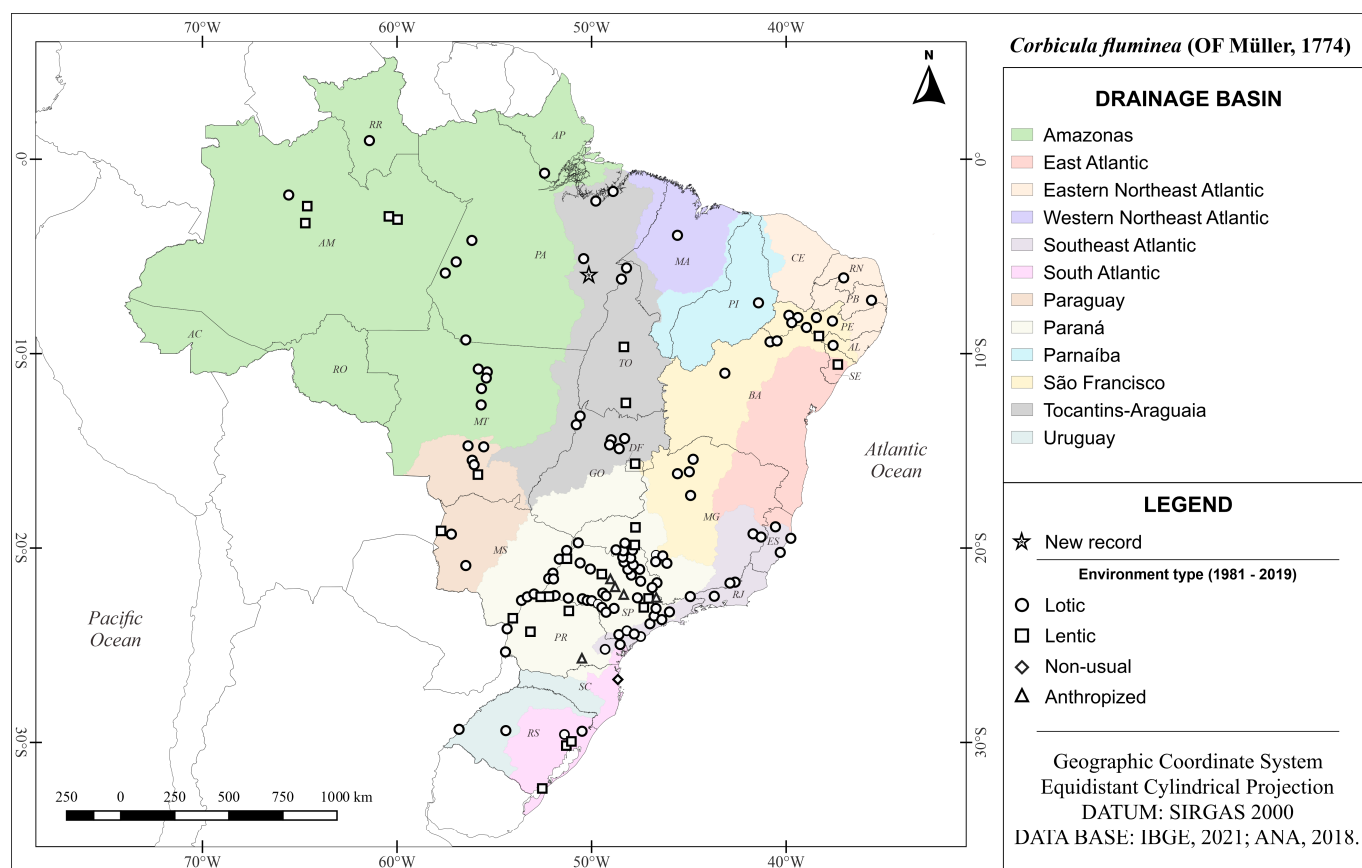 70°W 60°W 50°W 40°W
N
0° 0°
10°S 10°S
20°S 20°S
30°S 30°S
RR
AP
AM
PA
MA
CE
RN
PB
PE
AL
SE
PI
AC
RO
TO
BA
MT
DF
GO
MG
ES
MS
SP
RJ
PR
SC
RS
Atlantic
Ocean
Pacific
Ocean
250 0 250 500 750 1000 km
70°W 60°W 50°W 40°W
Corbicula fluminea (OF Müller, 1774)
DRAINAGE BASIN
Amazonas
East Atlantic
Eastern Northeast Atlantic
Western Northeast Atlantic
Southeast Atlantic
South Atlantic
Paraguay
Paraná
Parnaíba
São Francisco
Tocantins-Araguaia
Uruguay
LEGEND
New record
Environment type (1981 - 2019)
Lotic
Lentic
Non-usual
Anthropized
Geographic Coordinate System
Equidistant Cylindrical Projection
DATUM: SIRGAS 2000
DATA BASE: IBGE, 2021; ANA, 2018.